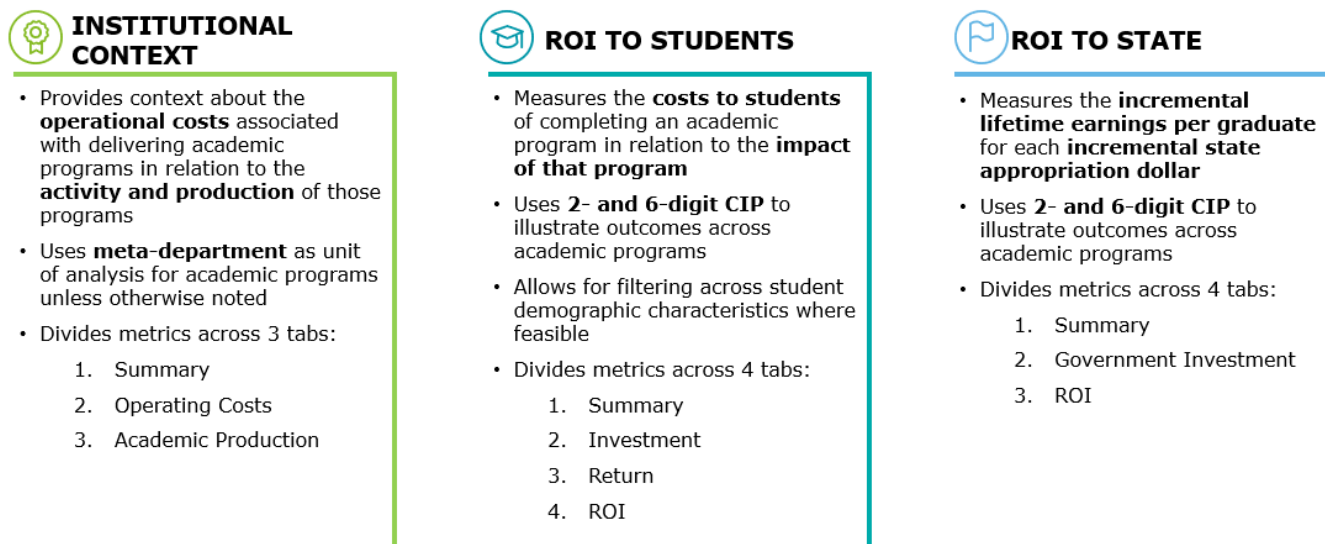 INSTITUTIONAL
CONTEXT
• Provides context about the
operational costs associated
with delivering academic
programs in relation to the
activity and production of those
programs
• Uses meta-department as unit
of analysis for academic programs
unless otherwise noted
• Divides metrics across 3 tabs:
1. Summary
2. Operating Costs
3. Academic Production
ROI TO STUDENTS
• Measures the costs to students
of completing an academic
program in relation to the impact
of that program
• Uses 2- and 6-digit CIP to
illustrate outcomes across
academic programs
• Allows for filtering across student
demographic characteristics where
feasible
• Divides metrics across 4 tabs:
1. Summary
2. Investment
3. Return
4. ROI
ROI TO STATE
• Measures the incremental
lifetime earnings per graduate
for each incremental state
appropriation dollar
• Uses 2- and 6-digit CIP to
illustrate outcomes across
academic programs
• Divides metrics across 4 tabs:
1. Summary
2. Government Investment
3. ROI